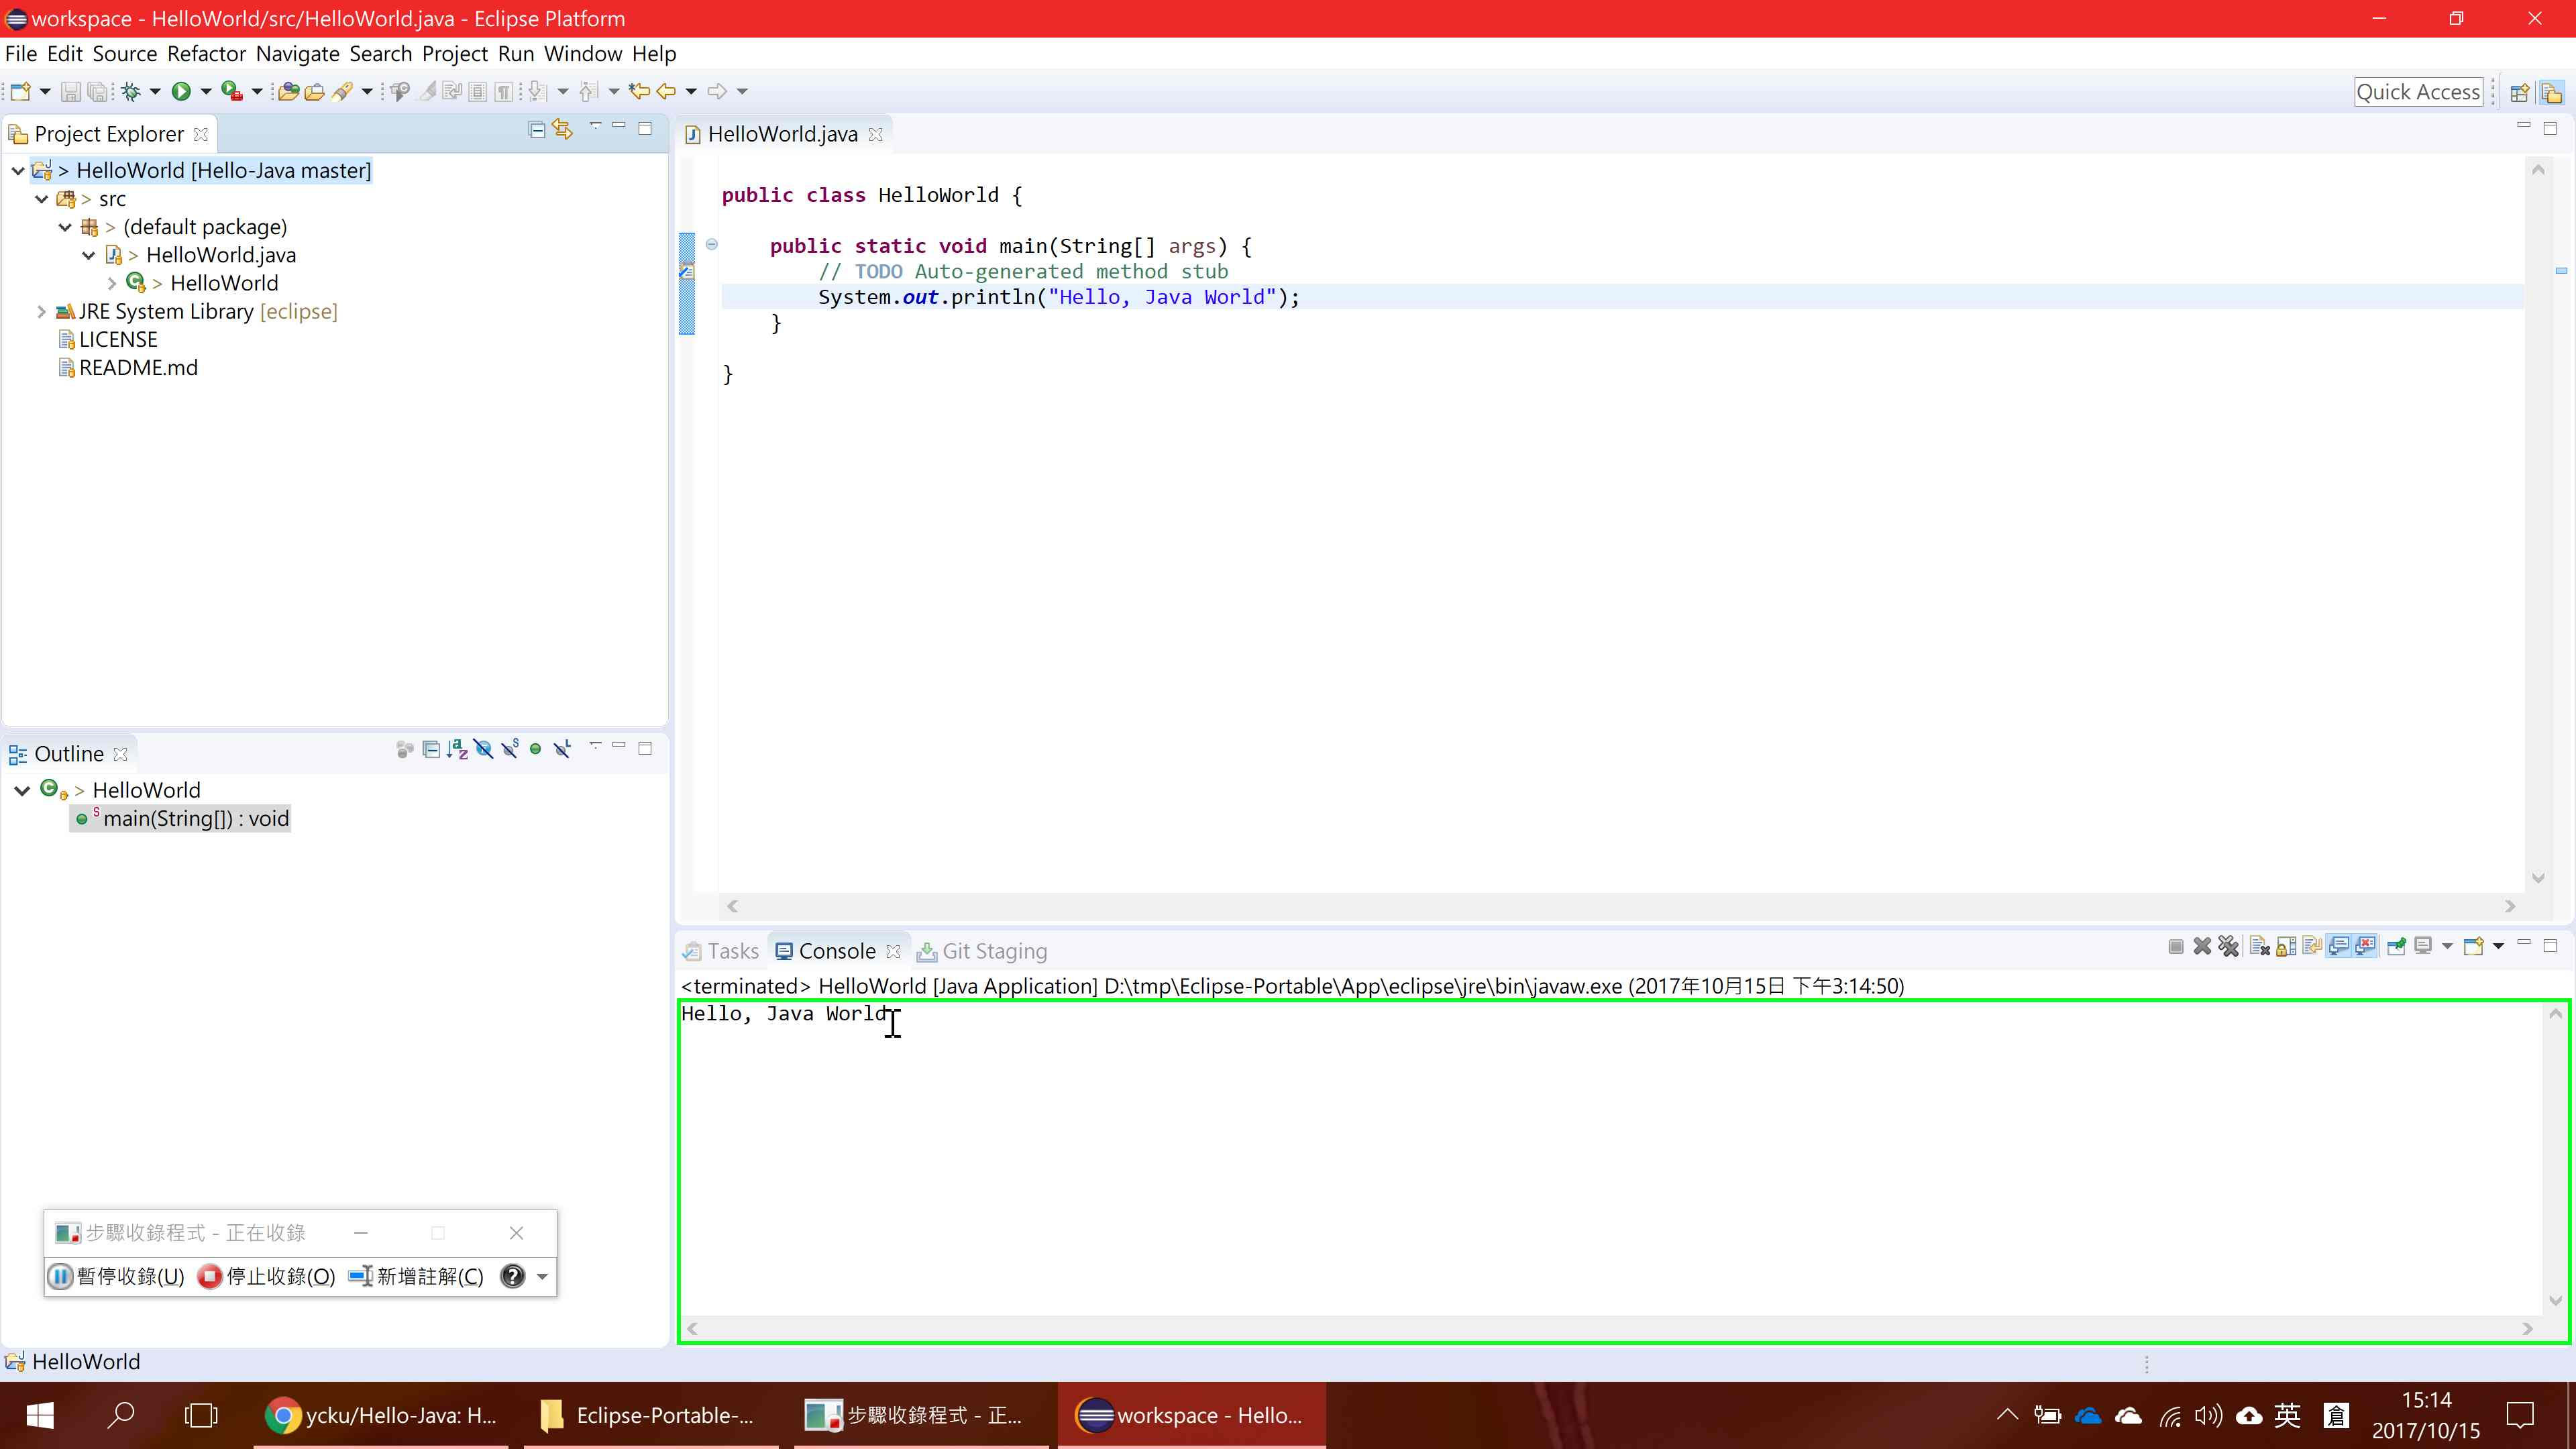 workspace - HelloWorld/src/HelloWorld.java - Eclipse Platform
File Edit Source Refactor Navigate Search Project Run Window Help
Quick Access
Project Explorer
> HelloWorld [Hello-Java master]
> src
> (default package)
> HelloWorld.java
> HelloWorld
JRE System Library [eclipse]
LICENSE
README.md
HelloWorld.java
public class HelloWorld {
public static void main(String[] args) {
// TODO Auto-generated method stub
System.out.println("Hello, Java World");
}
}
Outline
> HelloWorld
main(String[]) : void
Tasks Console Git Staging
<terminated> HelloWorld [Java Application] D:\tmp\Eclipse-Portable\App\eclipse\jre\bin\javaw.exe (2017年10月15日 下午3:14:50)
Hello, Java World
步驟收錄程式 - 正在收錄
暫停收錄(U) 停止收錄(O) 新增註解(C)
HelloWorld
ycku/Hello-Java: H...
Eclipse-Portable-...
步驟收錄程式 - 正...
workspace - Hello...
英 倉
15:14
2017/10/15